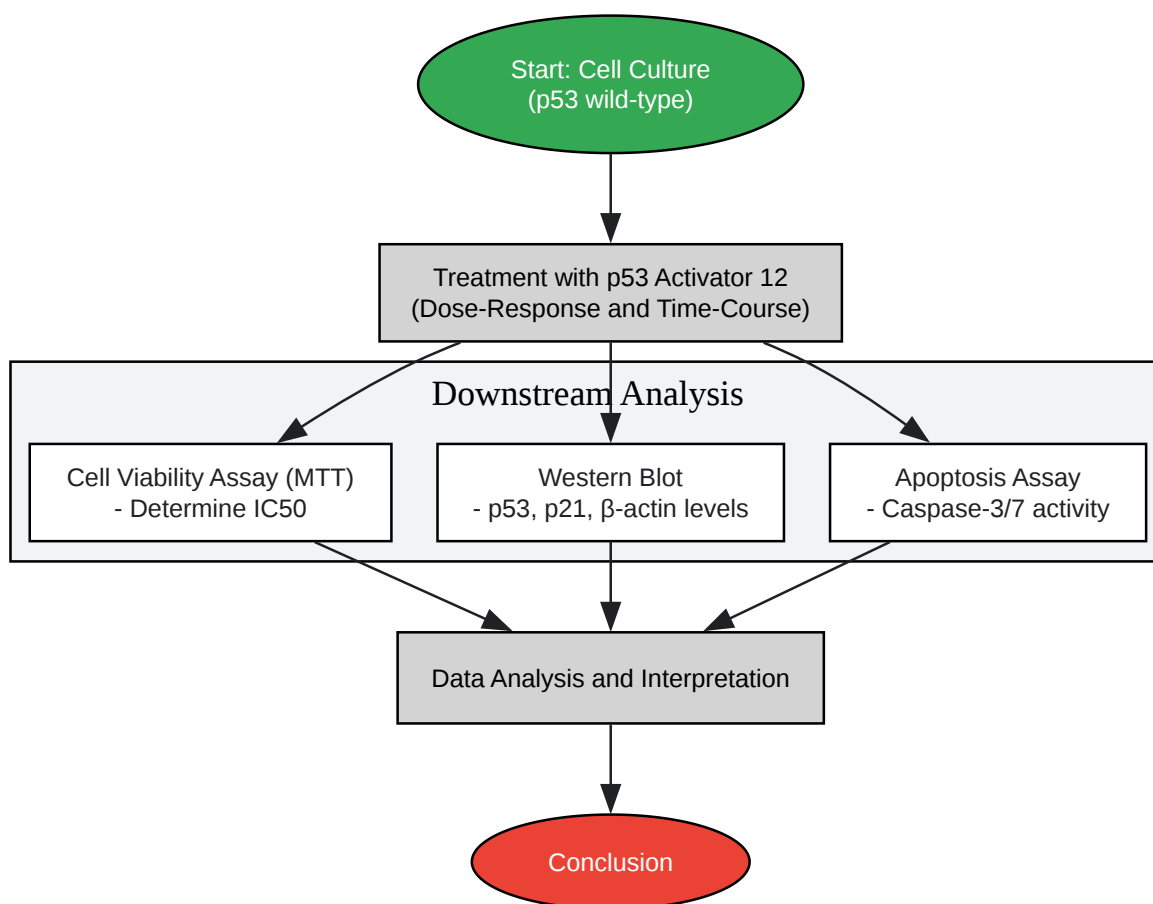 Start: Cell Culture
(p53 wild-type)
Treatment with p53 Activator 12
(Dose-Response and Time-Course)
Downstream Analysis
Cell Viability Assay (MTT)
- Determine IC50
Western Blot
- p53, p21, β-actin levels
Apoptosis Assay
- Caspase-3/7 activity
Data Analysis and Interpretation
Conclusion